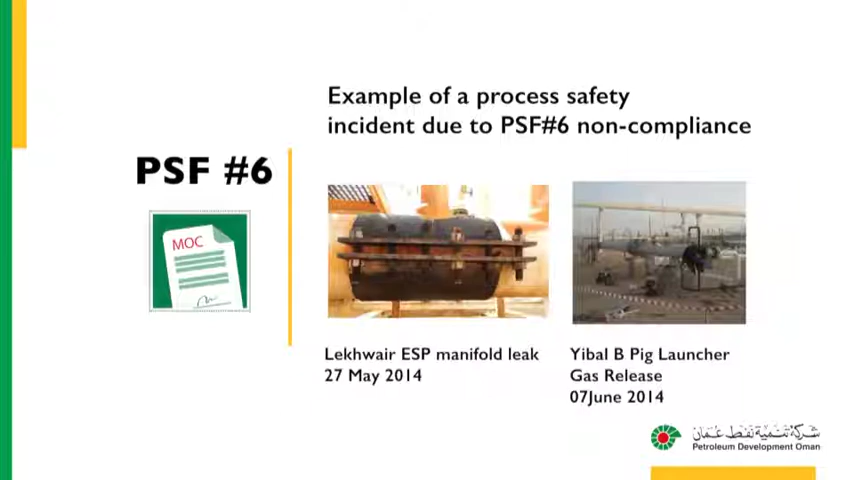 Example of a process safety
incident due to PSF#6 non-compliance
PSF #6
MOC
Lekhwair ESP manifold leak
27 May 2014
Yibal B Pig Launcher
Gas Release
07June 2014
شركة تنمية نفط عمان
Petroleum Development Oman